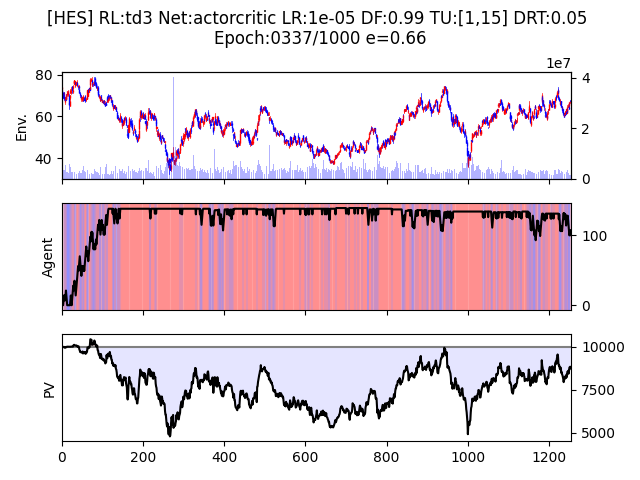 [HES] RL:td3 Net:actorcritic LR:1e-05 DF:0.99 TU:[1,15] DRT:0.05
Epoch:0337/1000 e=0.66
1e7
80
60
40
Env.
4
2
0
Agent
100
0
PV
10000
7500
5000
0 200 400 600 800 1000 1200